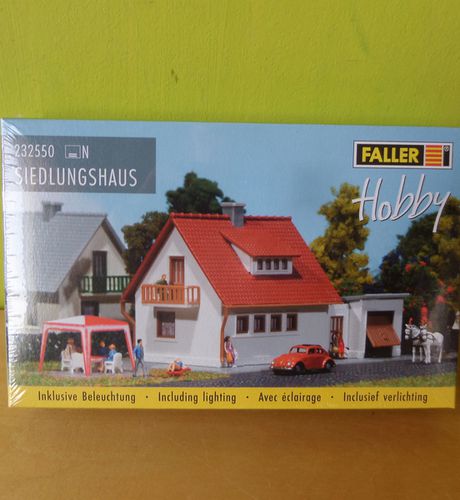 232550 N
SIEDLUNGSHAUS
FALLER
Hobby
Inklusive Beleuchtung · Including lighting · Avec éclairage · Inclusief verlichting